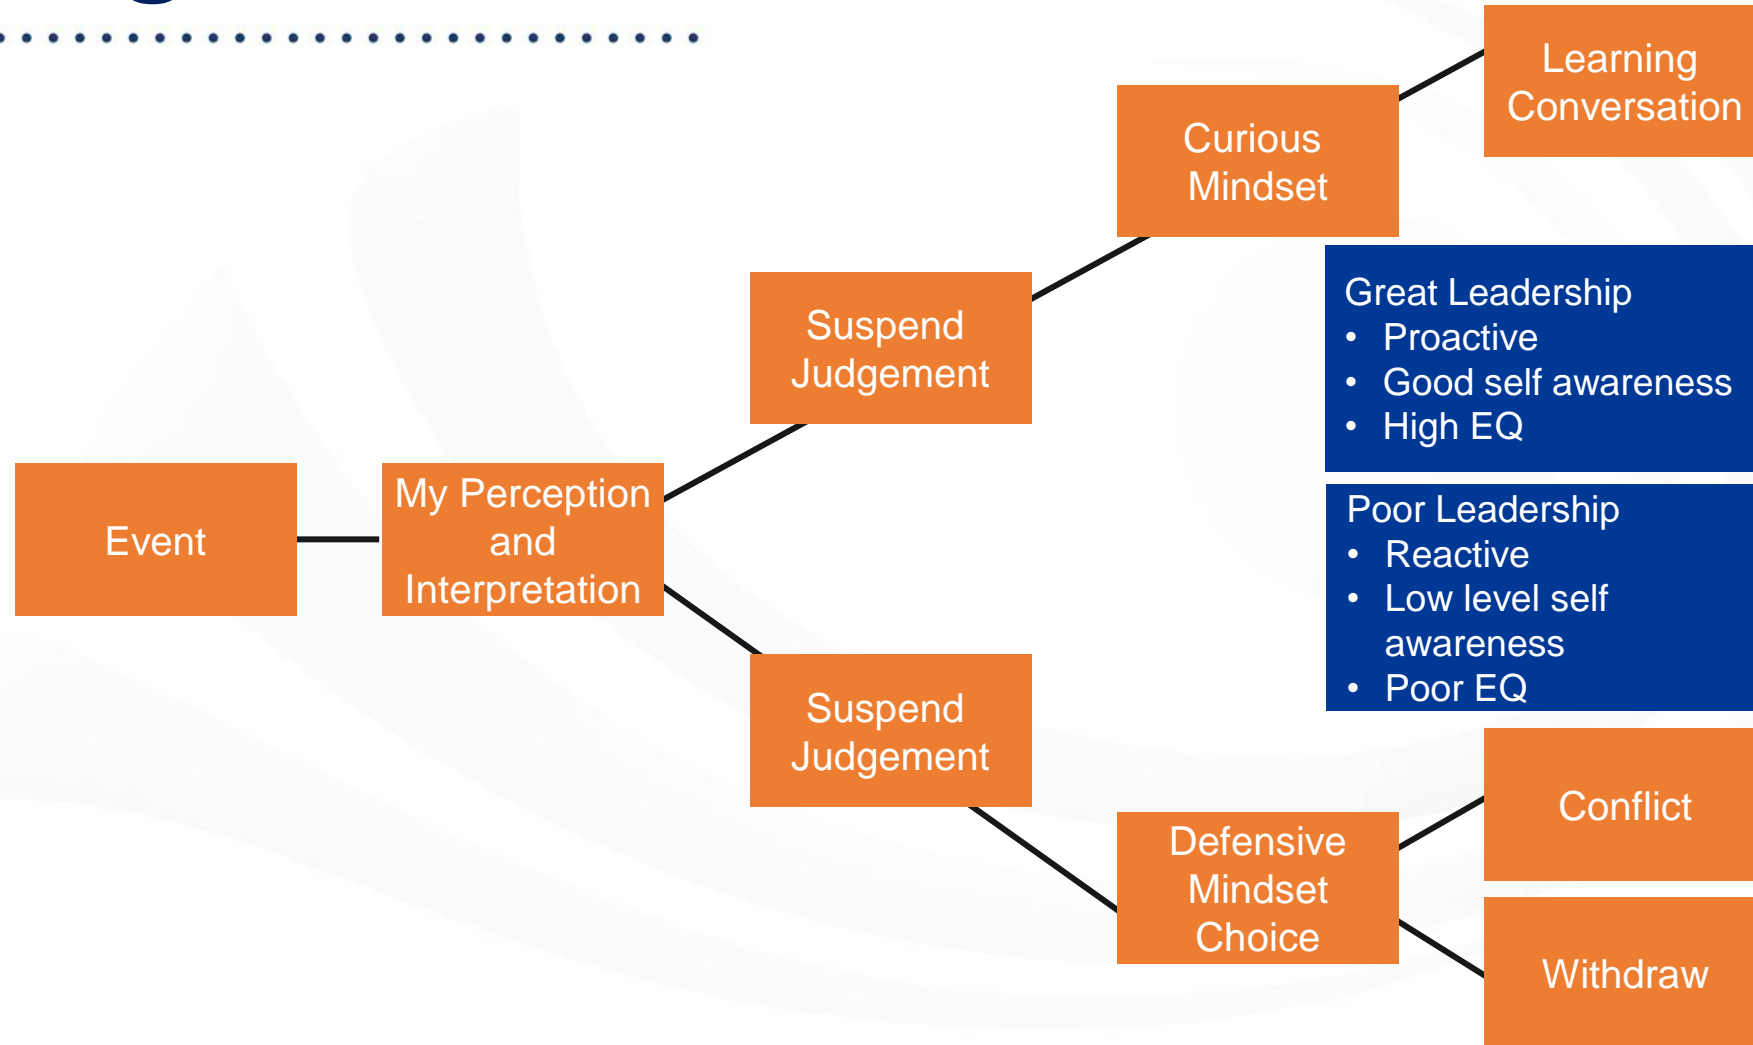 Learning
Conversation
Curious
Mindset
Great Leadership
• Proactive
• Good self awareness
• High EQ
Suspend
Judgement
Event
My Perception
and
Interpretation
Poor Leadership
• Reactive
• Low level self
awareness
• Poor EQ
Suspend
Judgement
Defensive
Mindset
Choice
Conflict
Withdraw